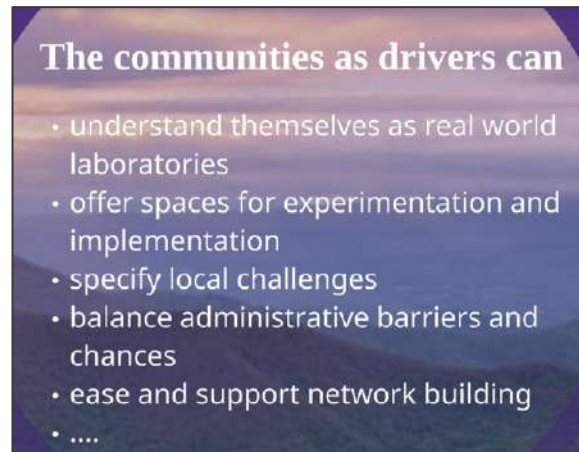 The communities as drivers can
• understand themselves as real world
laboratories
• offer spaces for experimentation and
implementation
• specify local challenges
• balance administrative barriers and
chances
• ease and support network building
• ....